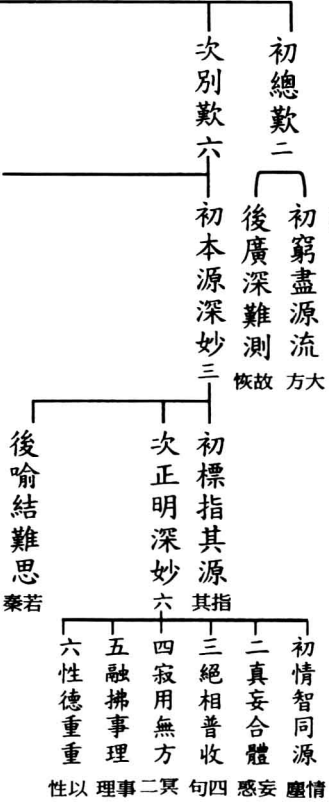 初總歎二
初窮盡源流 大方
後廣深難測 故恢
次別歎六
初本源深妙三
初標指其源 指其
次正明深妙六
初情智同源 情塵
二真妄合體 妄惑
三絕相普收 四句
四寂用無方 冥二
五融拂事理 事理
六性德重重 以性
後喻結難思 若秦